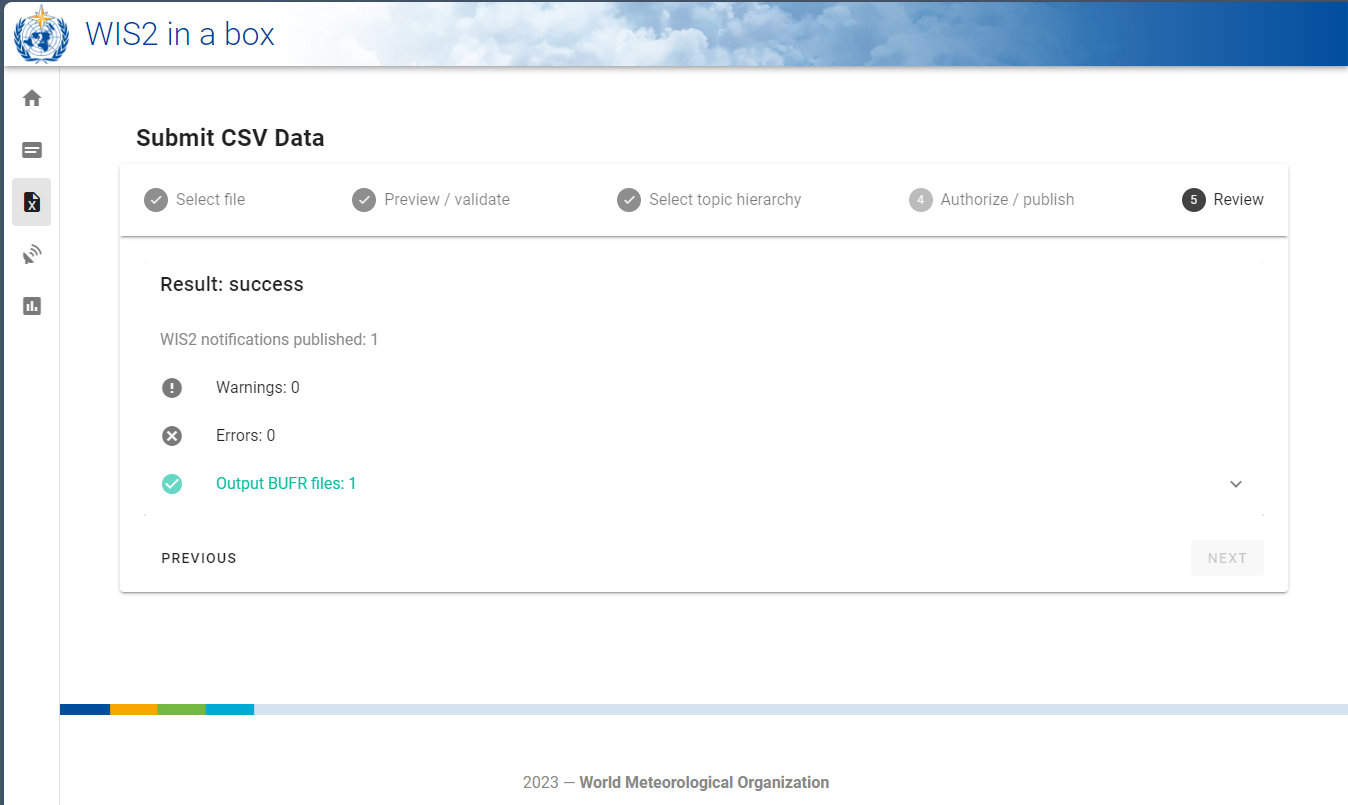 WIS2 in a box
Submit CSV Data
Select file
Preview / validate
Select topic hierarchy
4 Authorize / publish
5 Review
Result: success
WIS2 notifications published: 1
Warnings: 0
Errors: 0
Output BUFR files: 1
PREVIOUS
NEXT
2023 — World Meteorological Organization